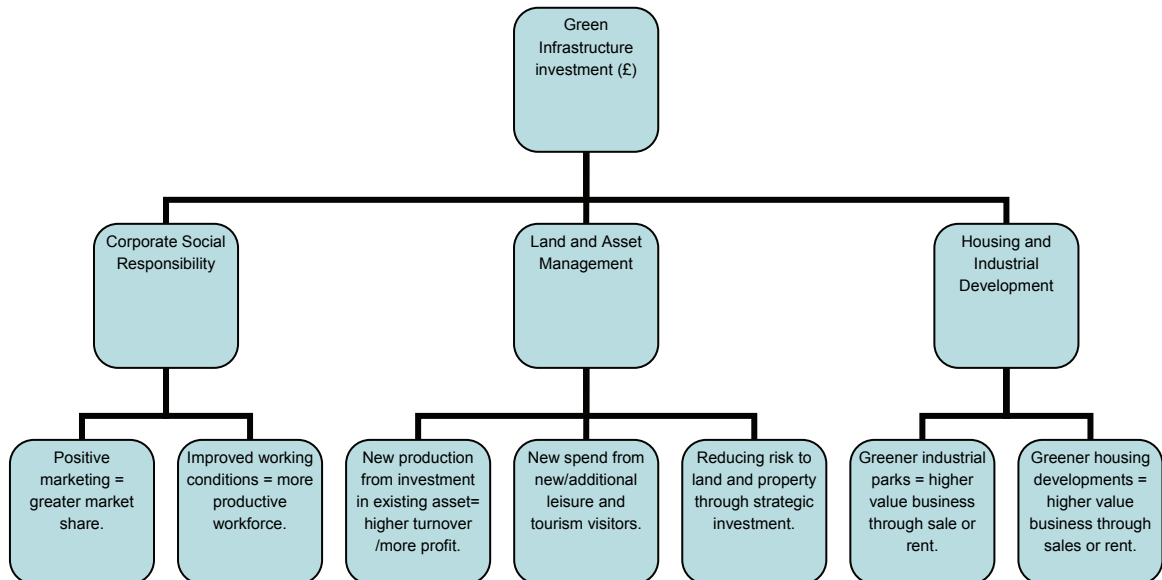 Green
Infrastructure
investment (£)
Corporate Social
Responsibility
Land and Asset
Management
Housing and
Industrial
Development
Positive
marketing =
greater market
share.
Improved working
conditions = more
productive
workforce.
New production
from investment
in existing asset=
higher turnover
/more profit.
New spend from
new/additional
leisure and
tourism visitors.
Reducing risk to
land and property
through strategic
investment.
Greener industrial
parks = higher
value business
through sale or
rent.
Greener housing
developments =
higher value
business through
sales or rent.